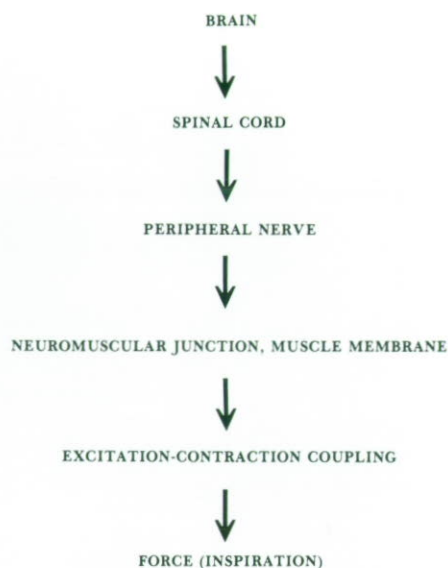 BRAIN
SPINAL CORD
PERIPHERAL NERVE
NEUROMUSCULAR JUNCTION, MUSCLE MEMBRANE
EXCITATION-CONTRACTION COUPLING
FORCE (INSPIRATION)